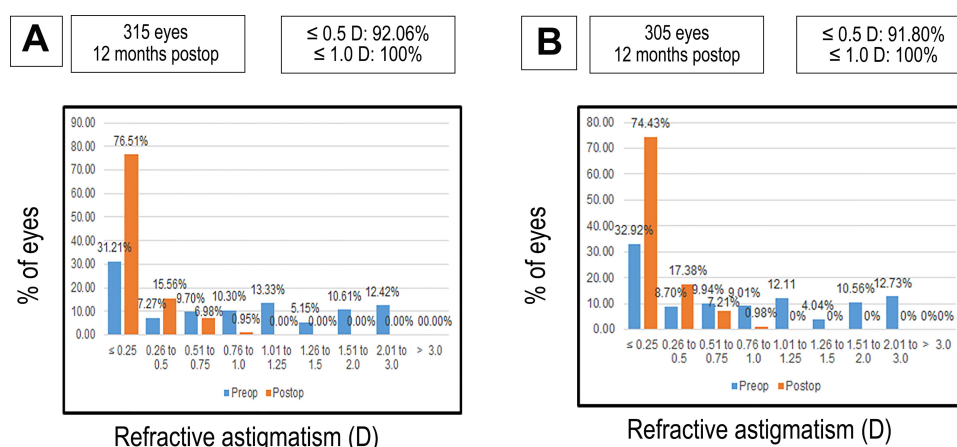 A
315 eyes
12 months postop
≤ 0.5 D: 92.06%
≤ 1.0 D: 100%
% of eyes
90.00
80.00
70.00
60.00
50.00
40.00
30.00
20.00
10.00
0.00
31.21%
76.51%
7.27%
15.56%
9.70%
6.98%
10.30%
0.95%
13.33%
0.00%
5.15%
0.00%
10.61%
0.00%
12.42%
0.00%
00.00%
≤ 0.25 0.26 to 0.51 to 0.76 to 1.01 to 1.26 to 1.51 to 2.01 to > 3.0
0.5 0.75 1.0 1.25 1.5 2.0 3.0
Preop Postop
Refractive astigmatism (D)
B
305 eyes
12 months postop
≤ 0.5 D: 91.80%
≤ 1.0 D: 100%
% of eyes
80.00
70.00
60.00
50.00
40.00
30.00
20.00
10.00
0.00
32.92%
74.43%
8.70%
17.38%
9.94%
7.21%
9.01%
0.98%
12.11
0%
4.04%
0%
10.56%
0%
12.73%
0%
0%0%
≤ 0.25 0.26 to 0.51 to 0.76 to 1.01 to 1.26 to 1.51 to 2.01 to > 3.0
0.5 0.75 1.0 1.25 1.5 2.0 3.0
Preop Postop
Refractive astigmatism (D)